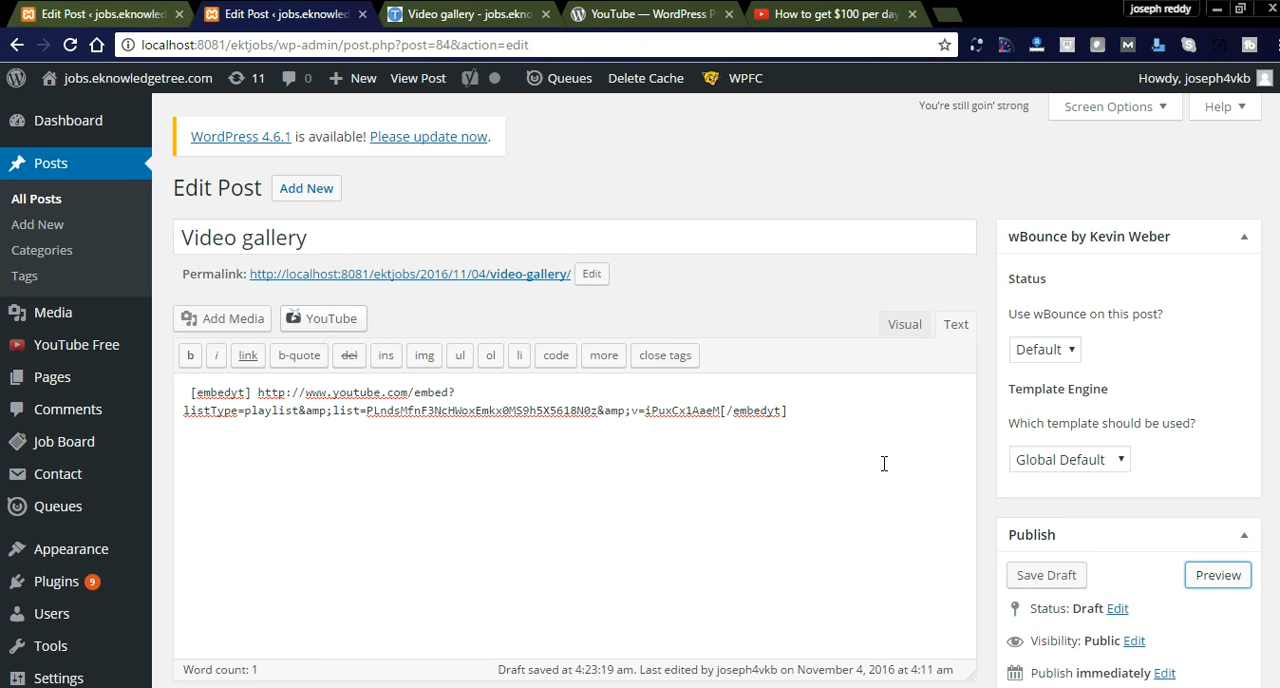 Edit Post ‹ jobs.eknowled
Edit Post ‹ jobs.eknowled
Video gallery - jobs.ekno
YouTube — WordPress P
How to get $100 per day
joseph reddy
localhost:8081/ektjobs/wp-admin/post.php?post=84&action=edit
jobs.eknowledgetree.com
11
0
New
View Post
Queues
Delete Cache
WPFC
Howdy, joseph4vkb
You're still goin' strong
Screen Options
Help
Dashboard
Posts
All Posts
Add New
Categories
Tags
Media
YouTube Free
Pages
Comments
Job Board
Contact
Queues
Appearance
Plugins 9
Users
Tools
Settings
WordPress 4.6.1 is available! Please update now.
Edit Post
Add New
Video gallery
Permalink: http://localhost:8081/ektjobs/2016/11/04/video-gallery/
Edit
Add Media
YouTube
Visual
Text
b
i
link
b-quote
del
ins
img
ul
ol
li
code
more
close tags
[embedyt] http://www.youtube.com/embed?
listType=playlist&amp;list=PLndsMfnF3NcHWoxEmkx0MS9h5X5618N0z&amp;v=iPuxCx1AaeM[/embedyt]
Word count: 1
Draft saved at 4:23:19 am. Last edited by joseph4vkb on November 4, 2016 at 4:11 am
wBounce by Kevin Weber
Status
Use wBounce on this post?
Default
Template Engine
Which template should be used?
Global Default
Publish
Save Draft
Preview
Status: Draft Edit
Visibility: Public Edit
Publish immediately Edit